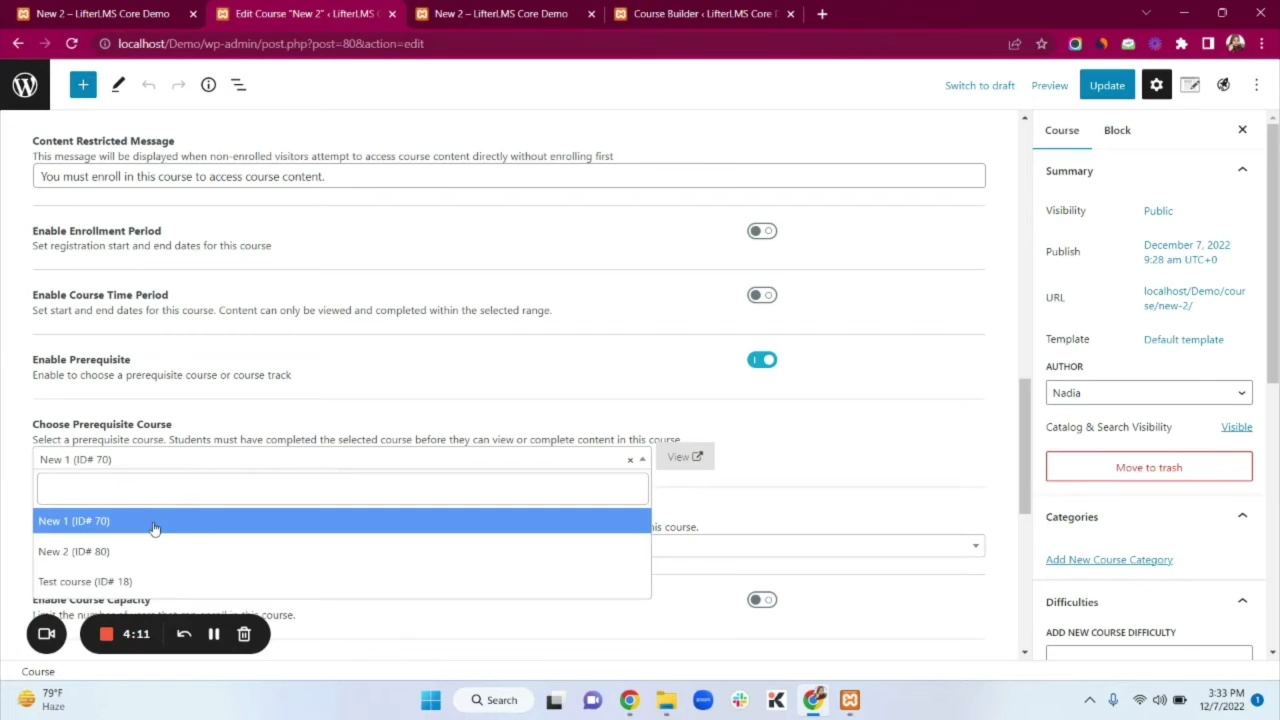 New 2 – LifterLMS Core Demo
Edit Course "New 2" ‹ LifterLMS C
New 2 – LifterLMS Core Demo
Course Builder ‹ LifterLMS Core D
localhost/Demo/wp-admin/post.php?post=80&action=edit
Switch to draft
Preview
Update
Content Restricted Message
This message will be displayed when non-enrolled visitors attempt to access course content directly without enrolling first
You must enroll in this course to access course content.
Enable Enrollment Period
Set registration start and end dates for this course
Enable Course Time Period
Set start and end dates for this course. Content can only be viewed and completed within the selected range.
Enable Prerequisite
Enable to choose a prerequisite course or course track
Choose Prerequisite Course
Select a prerequisite course. Students must have completed the selected course before they can view or complete content in this course.
New 1 (ID# 70)
View
New 1 (ID# 70)
New 2 (ID# 80)
Test course (ID# 18)
his course.
Enable Course Capacity
Limit the number of users that can enroll in this course.
4:11
Course
Course
Block
Summary
Visibility
Public
Publish
December 7, 2022
9:28 am UTC+0
URL
localhost/Demo/cour
se/new-2/
Template
Default template
AUTHOR
Nadia
Catalog & Search Visibility
Visible
Move to trash
Categories
Add New Course Category
Difficulties
ADD NEW COURSE DIFFICULTY
79°F
Haze
Search
3:33 PM
12/7/2022
1